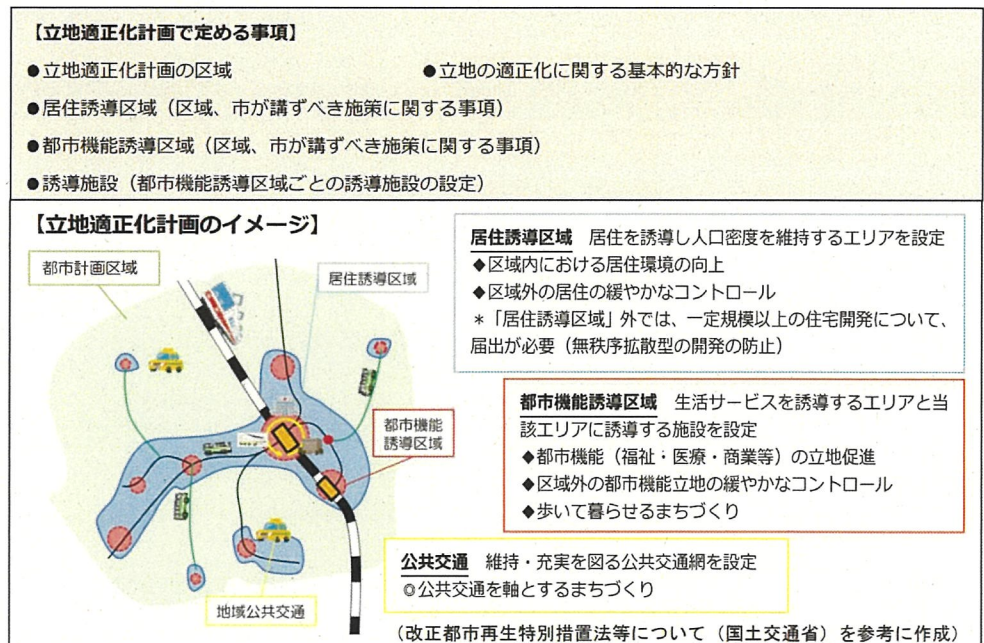 【立地適正化計画で定める事項】
●立地適正化計画の区域　　●立地の適正化に関する基本的な方針
●居住誘導区域（区域、市が講ずべき施策に関する事項）
●都市機能誘導区域（区域、市が講ずべき施策に関する事項）
●誘導施設（都市機能誘導区域ごとの誘導施設の設定）
【立地適正化計画のイメージ】
都市計画区域
居住誘導区域
都市機能
誘導区域
地域公共交通
居住誘導区域　居住を誘導し人口密度を維持するエリアを設定
◆区域内における居住環境の向上
◆区域外の居住の緩やかなコントロール
＊「居住誘導区域」外では、一定規模以上の住宅開発について、
届出が必要（無秩序拡散型の開発の防止）
都市機能誘導区域　生活サービスを誘導するエリアと当
該エリアに誘導する施設を設定
◆都市機能（福祉・医療・商業等）の立地促進
◆区域外の都市機能立地の緩やかなコントロール
◆歩いて暮らせるまちづくり
公共交通　維持・充実を図る公共交通網を設定
◎公共交通を軸とするまちづくり
（改正都市再生特別措置法等について（国土交通省）を参考に作成）